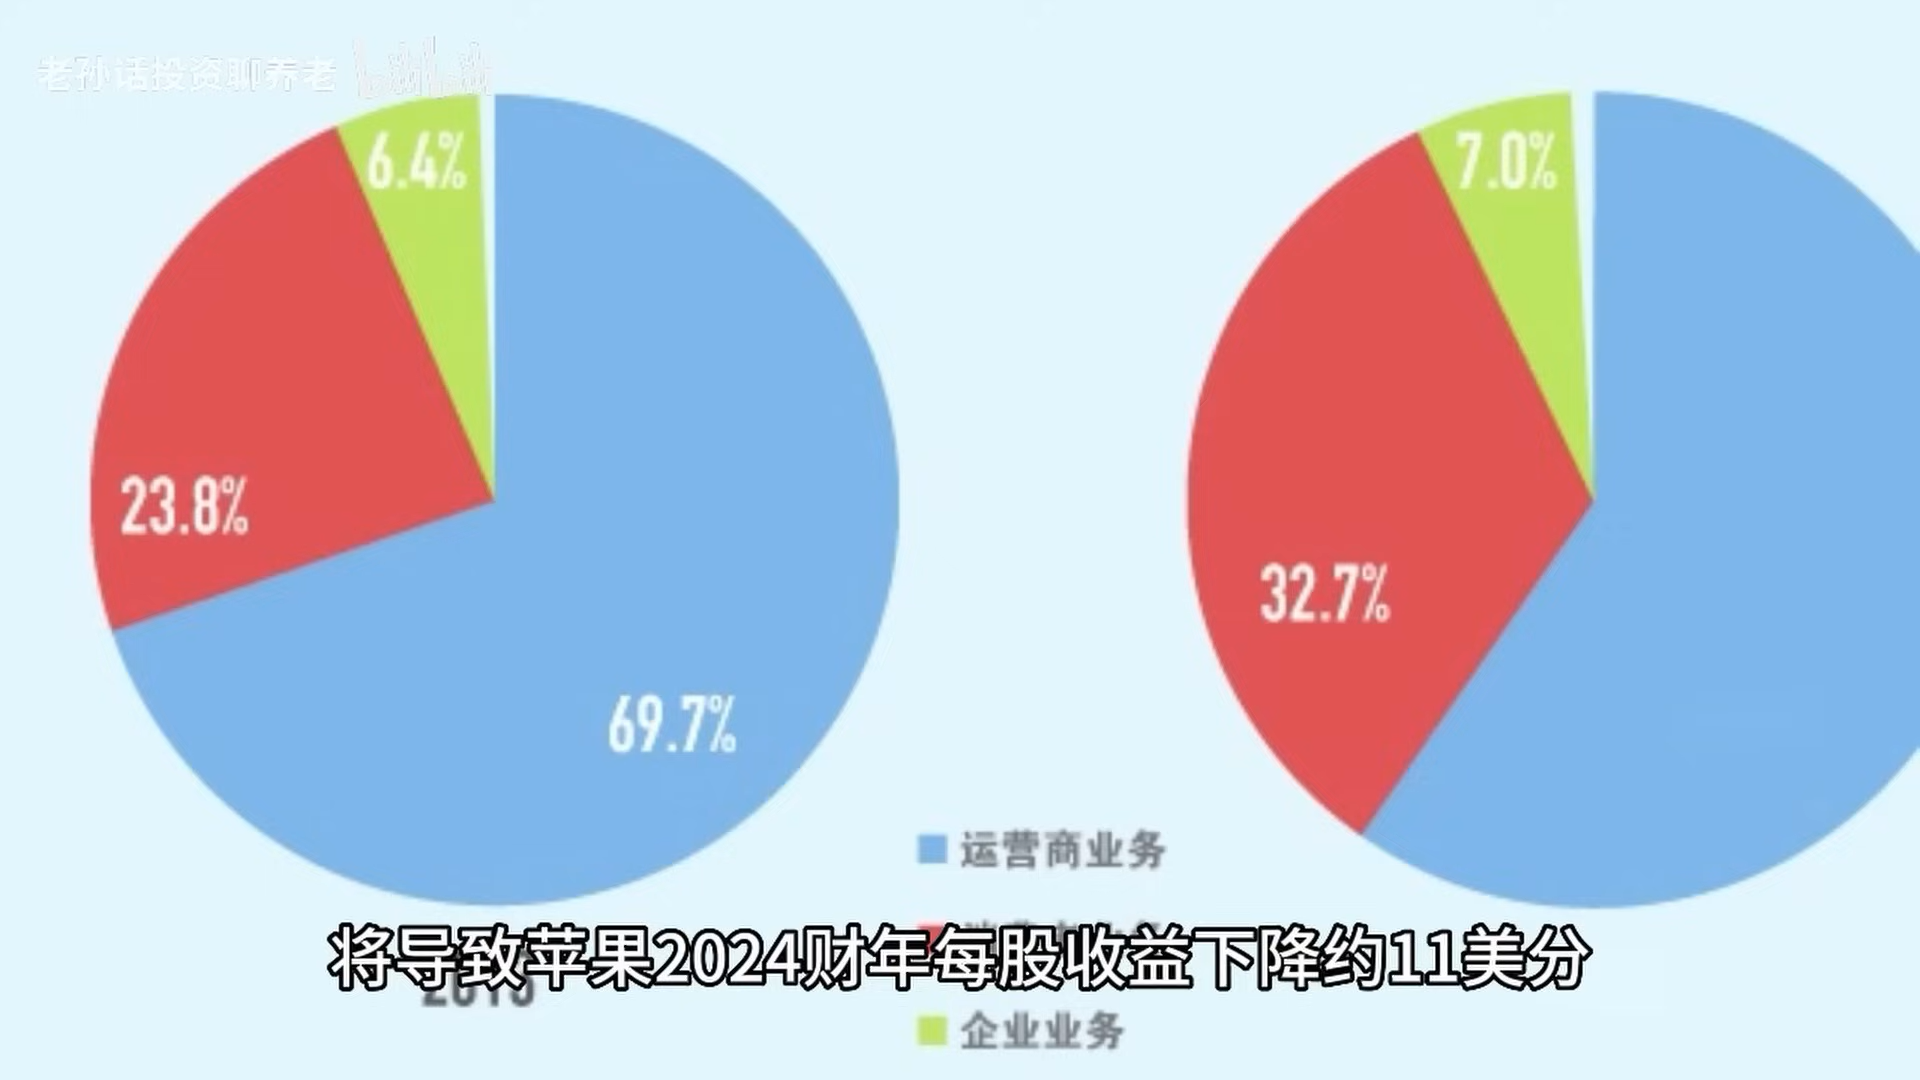 老孙话投资聊养老 bilibili
6.4%
7.0%
23.8%
32.7%
69.7%
运营商业务
将导致苹果2024财年每股收益下降约11美分
企业业务